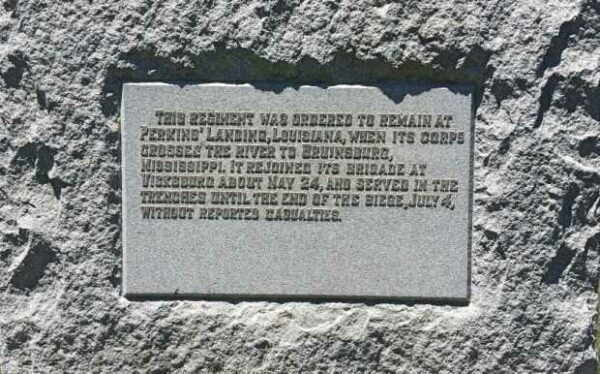 THIS REGIMENT WAS ORDERED TO REMAIN AT
PERKINS' LANDING, LOUISIANA, WHEN ITS CORPS
CROSSED THE RIVER TO BRUINSBURG,
MISSISSIPPI. IT REJOINED ITS BRIGADE AT
VICKSBURG ABOUT MAY 24, AND SERVED IN THE
TRENCHES UNTIL THE END OF THE SIEGE, JULY 4,
WITHOUT REPORTED CASUALTIES.